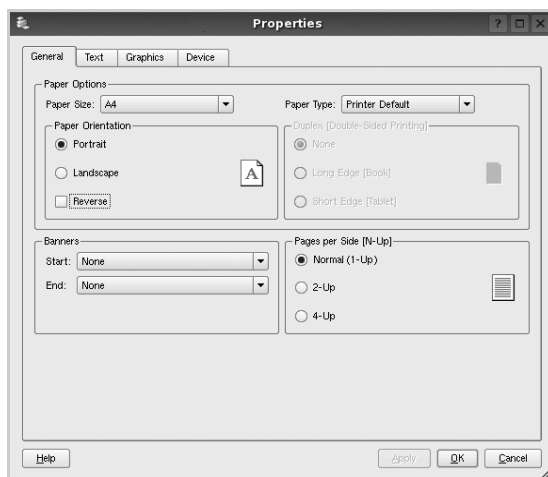 Properties
General Text Graphics Device
Paper Options
Paper Size: A4
Paper Type: Printer Default
Paper Orientation
Portrait
Landscape
Reverse
A
Duplex [Double-Sided Printing]
None
Long Edge [Book]
Short Edge [Tablet]
Banners
Start: None
End: None
Pages per Side [N-Up]
Normal (1-Up)
2-Up
4-Up
Help Apply OK Cancel